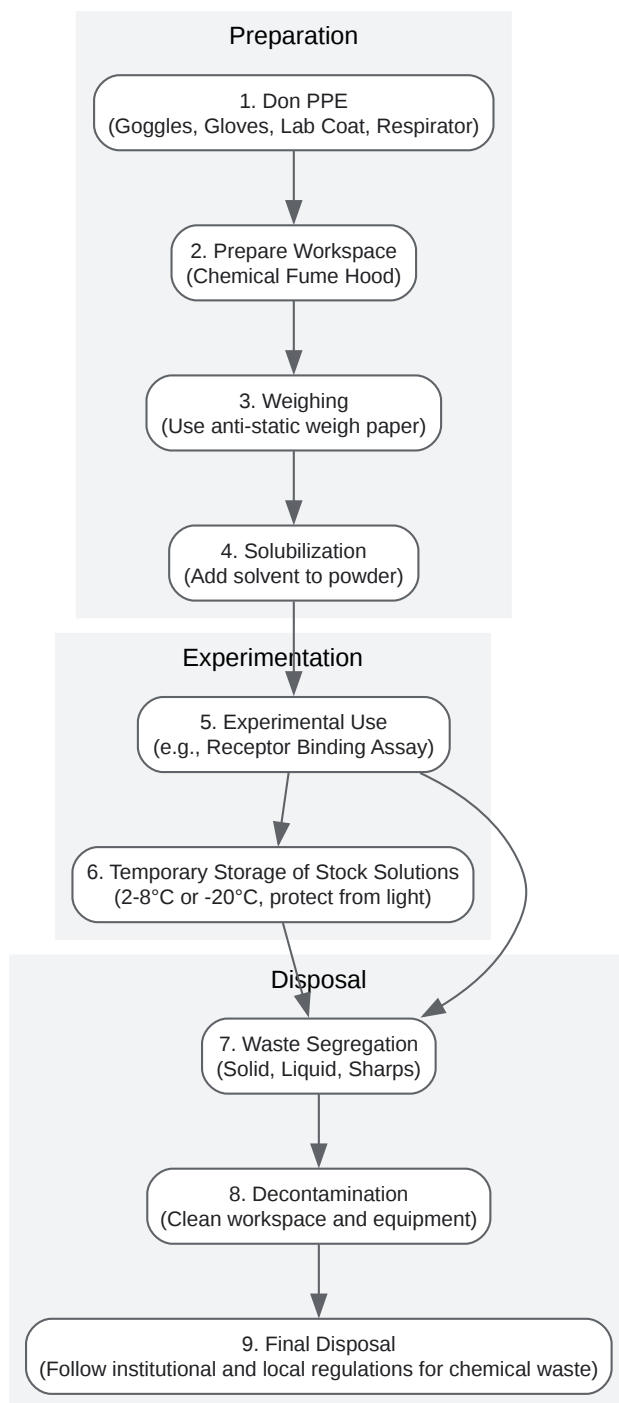 Preparation
1. Don PPE
(Goggles, Gloves, Lab Coat, Respirator)
2. Prepare Workspace
(Chemical Fume Hood)
3. Weighing
(Use anti-static weigh paper)
4. Solubilization
(Add solvent to powder)
Experimentation
5. Experimental Use
(e.g., Receptor Binding Assay)
6. Temporary Storage of Stock Solutions
(2-8°C or -20°C, protect from light)
Disposal
7. Waste Segregation
(Solid, Liquid, Sharps)
8. Decontamination
(Clean workspace and equipment)
9. Final Disposal
(Follow institutional and local regulations for chemical waste)